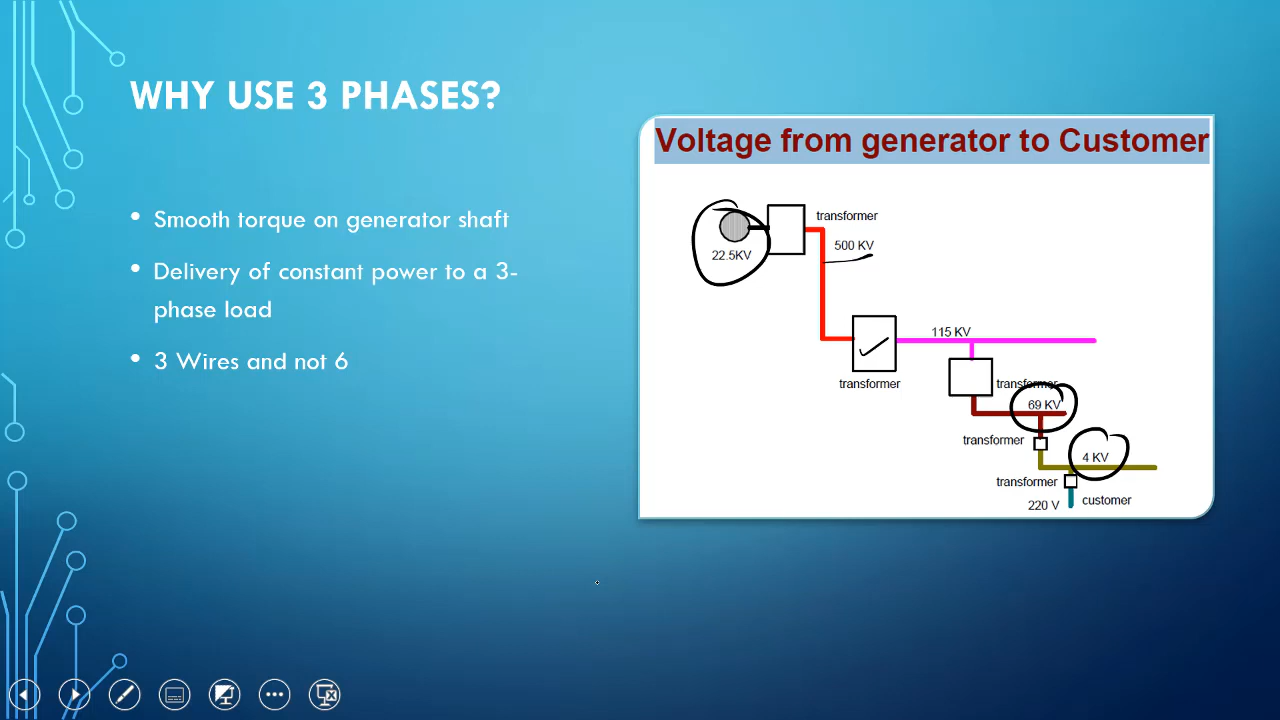 WHY USE 3 PHASES?
• Smooth torque on generator shaft
• Delivery of constant power to a 3-
phase load
• 3 Wires and not 6
Voltage from generator to Customer
transformer
22.5KV
500 KV
115 KV
transformer
transformer
69 KV
transformer
4 KV
transformer
customer
220 V